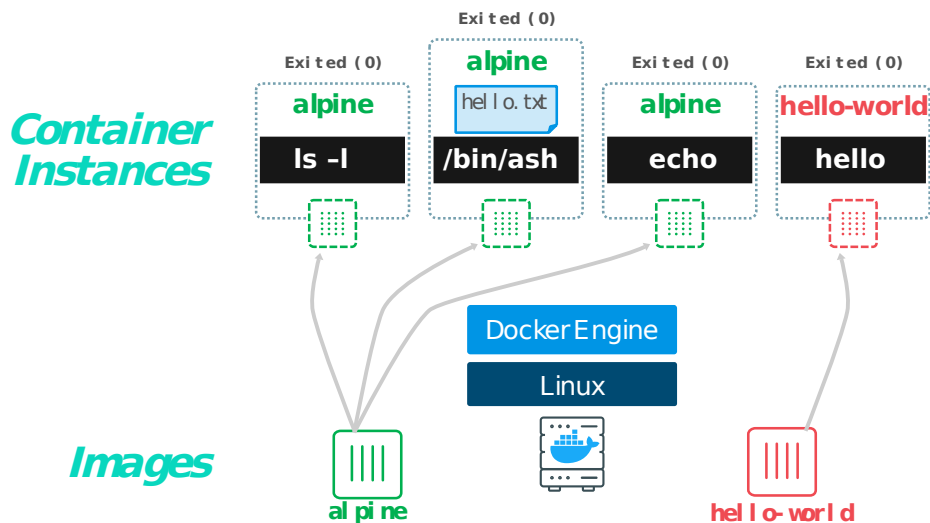 Exited (0)
Exited (0)
Exited (0)
Exited (0)
alpine
alpine
alpine
hello-world
hello.txt
Container
Instances
ls –l
/bin/ash
echo
hello
Docker Engine
Linux
Images
alpine
hello-world